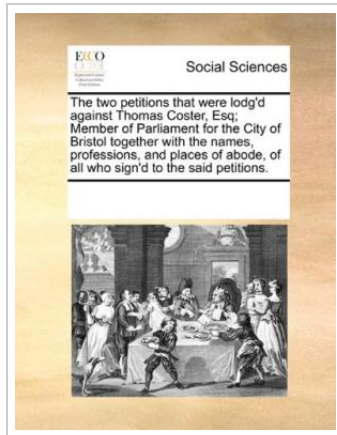 ECCO
Social Sciences
The two petitions that were lodg'd
against Thomas Coster, Esq;
Member of Parliament for the City of
Bristol together with the names,
professions, and places of abode, of
all who sign'd to the said petitions.